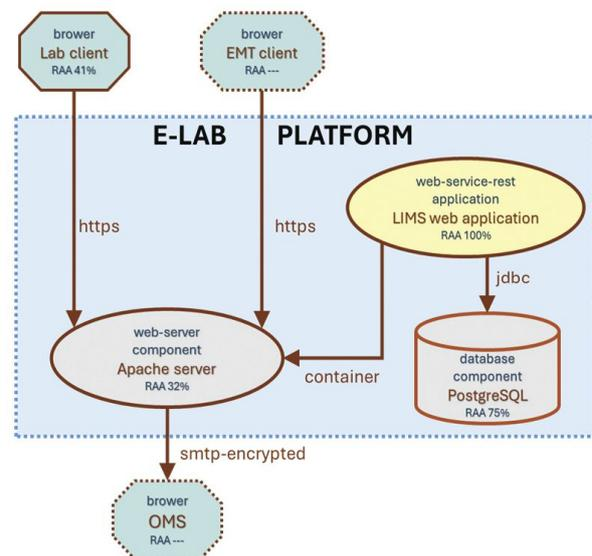 brower
Lab client
RAA 41%
brower
EMT client
RAA ---
E-LAB PLATFORM
web-service-rest
application
LIMS web application
RAA 100%
https
https
jdbc
web-server
component
Apache server
RAA 32%
container
database
component
PostgreSQL
RAA 75%
smtp-encrypted
brower
OMS
RAA ---